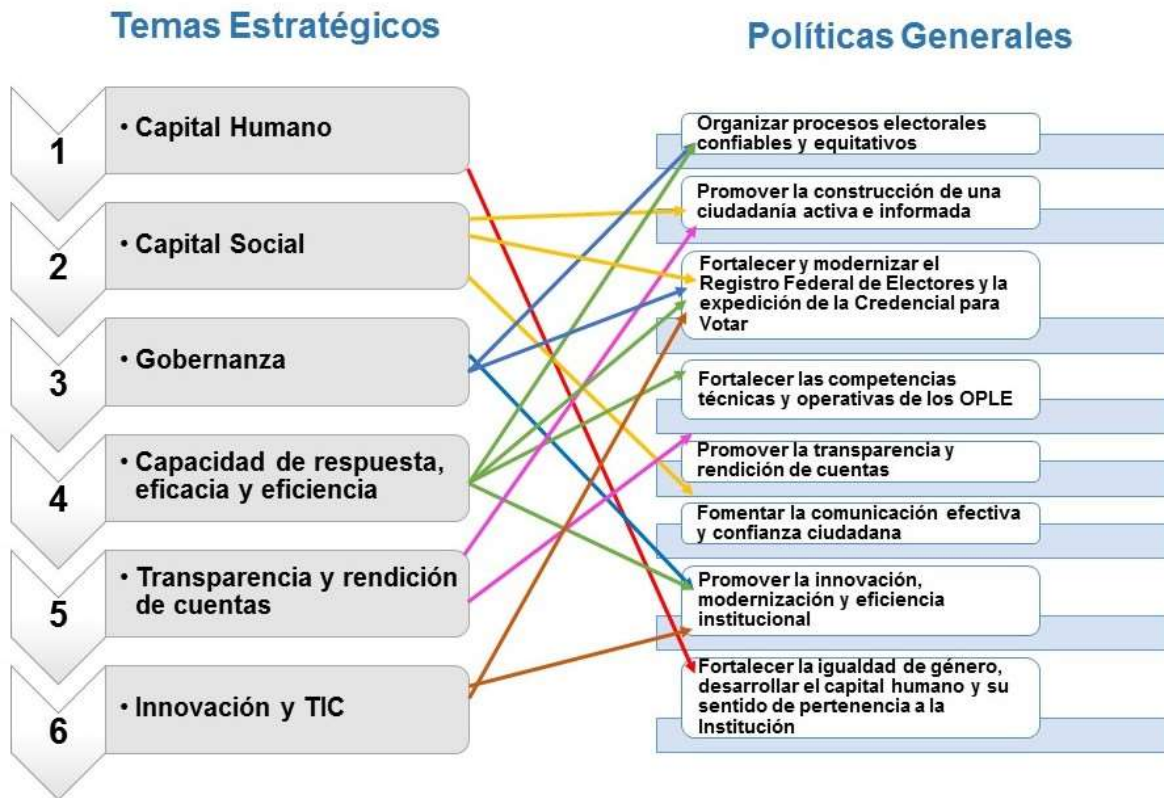 Temas Estratégicos
Políticas Generales
1
• Capital Humano
2
• Capital Social
3
• Gobernanza
4
• Capacidad de respuesta,
eficacia y eficiencia
5
• Transparencia y rendición
de cuentas
6
• Innovación y TIC
Organizar procesos electorales
confiables y equitativos
Promover la construcción de una
ciudadanía activa e informada
Fortalecer y modernizar el
Registro Federal de Electores y la
expedición de la Credencial para
Votar
Fortalecer las competencias
técnicas y operativas de los OPLE
Promover la transparencia y
rendición de cuentas
Fomentar la comunicación efectiva
y confianza ciudadana
Promover la innovación,
modernización y eficiencia
institucional
Fortalecer la igualdad de género,
desarrollar el capital humano y su
sentido de pertenencia a la
Institución